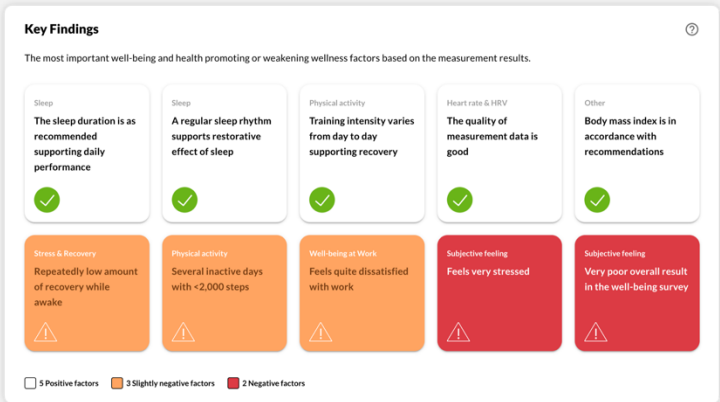 Key Findings
The most important well-being and health promoting or weakening wellness factors based on the measurement results.
Sleep
The sleep duration is as
recommended
supporting daily
performance
Sleep
A regular sleep rhythm
supports restorative
effect of sleep
Physical activity
Training intensity varies
from day to day
supporting recovery
Heart rate & HRV
The quality of
measurement data is
good
Other
Body mass index is in
accordance with
recommendations
Stress & Recovery
Repeatedly low amount
of recovery while
awake
Physical activity
Several inactive days
with <2,000 steps
Well-being at Work
Feels quite dissatisfied
with work
Subjective feeling
Feels very stressed
Subjective feeling
Very poor overall result
in the well-being survey
5 Positive factors
3 Slightly negative factors
2 Negative factors